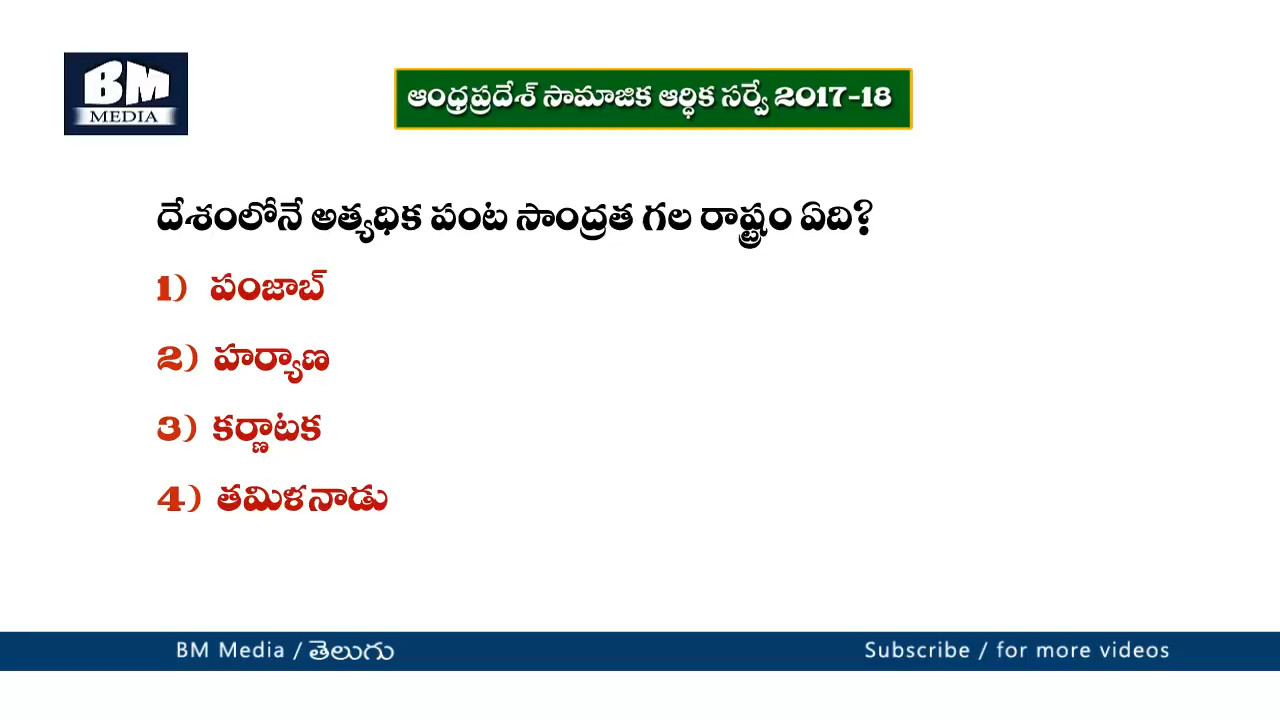 BM
MEDIA
ఆంధ్రప్రదేశ్ సామాజిక ఆర్థిక సర్వే 2017-18
దేశంలోనే అత్యధిక పంట సాంద్రత గల రాష్ట్రం ఏది?
1) పంజాబ్
2) హర్యాణ
3) కర్ణాటక
4) తమిళనాడు
BM Media / తెలుగు
Subscribe / for more videos